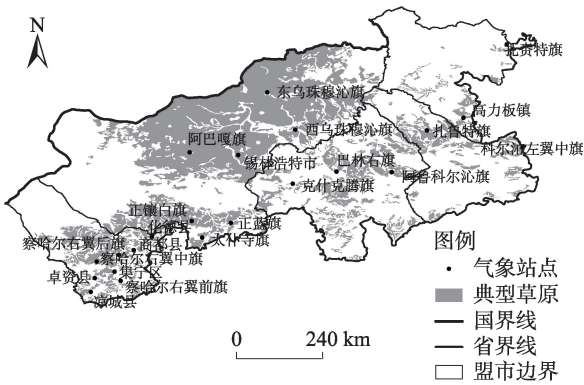 N
扎赉特旗
东乌珠穆沁旗
高力板镇
西乌珠穆沁旗
扎鲁特旗
阿巴嘎旗
科尔沁左翼中旗
锡林浩特市
巴林右旗
阿鲁科尔沁旗
克什克腾旗
正镶白旗
正蓝旗
化德县
太仆寺旗
察哈尔右翼后旗
商都县
察哈尔右翼中旗
集宁区
卓资县
察哈尔右翼前旗
凉城县
图例
气象站点
典型草原
国界线
省界线
盟市边界
0
240 km